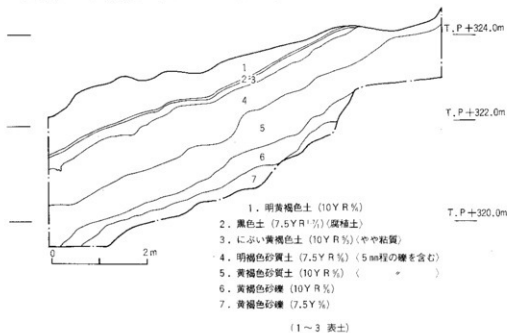 T.P+324.0m
1
2・3
4
T.P+322.0m
5
6
7
T.P+320.0m
0 2m
1．明黄褐色土（10YR
2．黒色土（7.5YR （腐植土）
3．にぶい黄褐色土（10YR （やや粘質）
4．明褐色砂質土（7.5YR （5㎜程の礫を含む）
5．黄褐色砂質土（10YR （ 〃 ）
6．黄褐色砂礫（10YR
7．黄褐色砂礫（7.5Y
（1～3 表土）